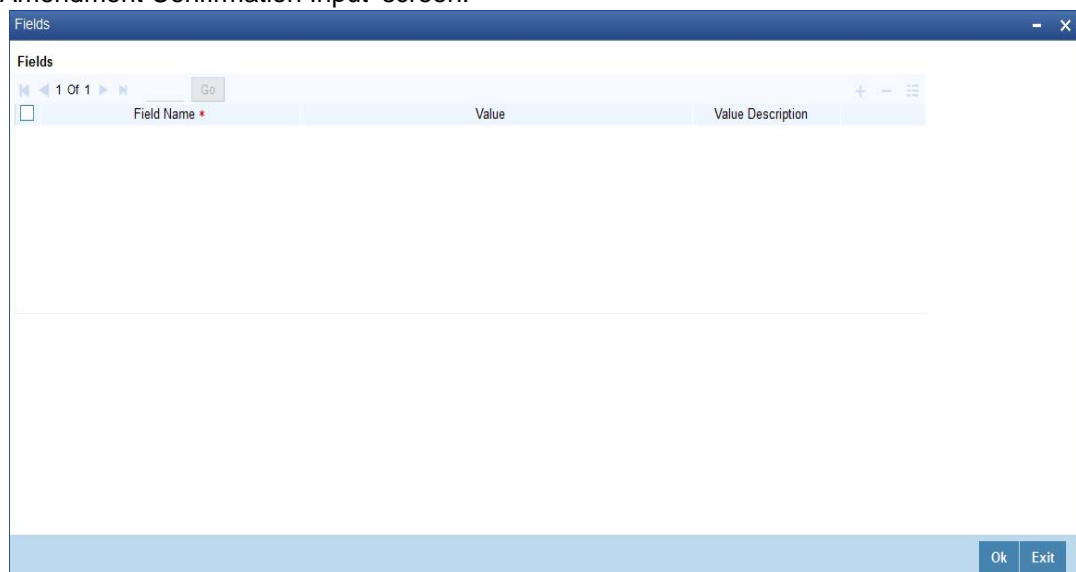 Amendment Confirmation Input' screen.
Fields
Fields
1 Of 1 Go
Field Name * Value Value Description
Ok Exit